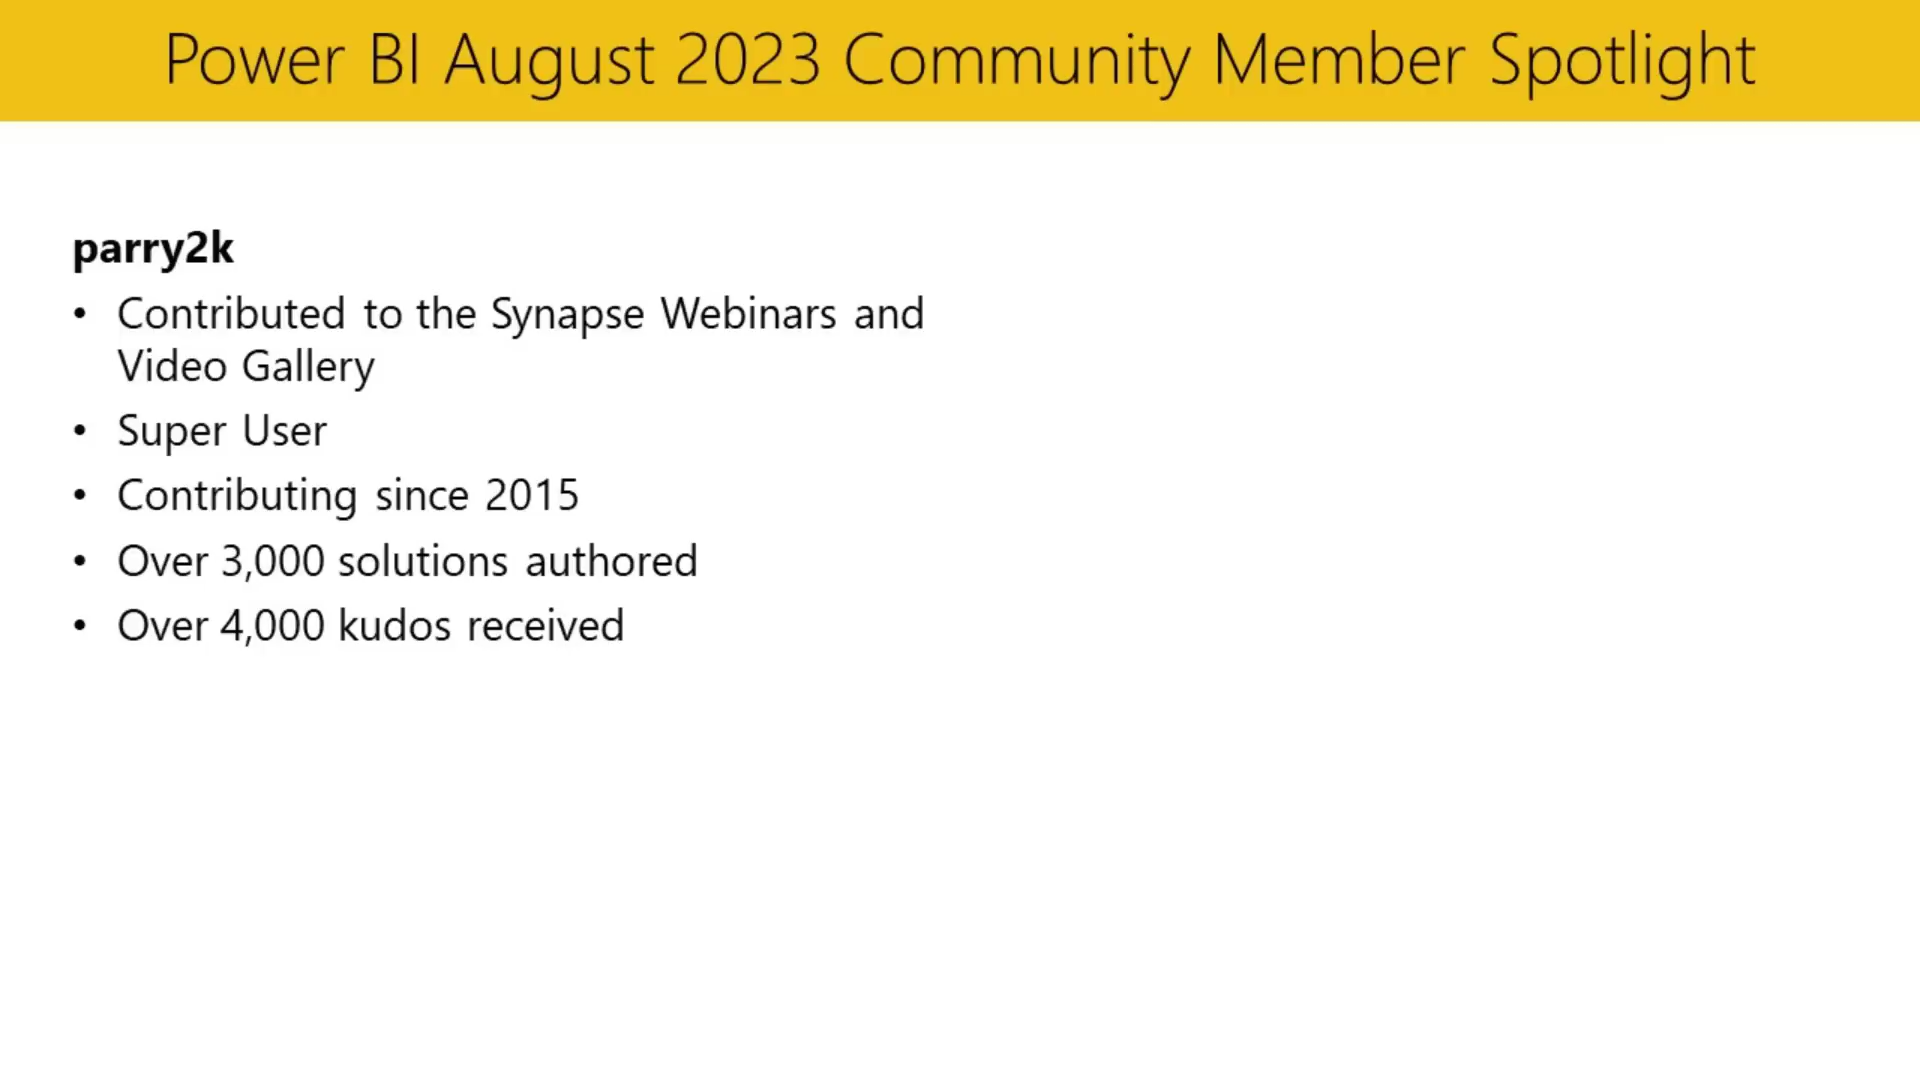 Power BI August 2023 Community Member Spotlight
parry2k
• Contributed to the Synapse Webinars and
Video Gallery
• Super User
• Contributing since 2015
• Over 3,000 solutions authored
• Over 4,000 kudos received